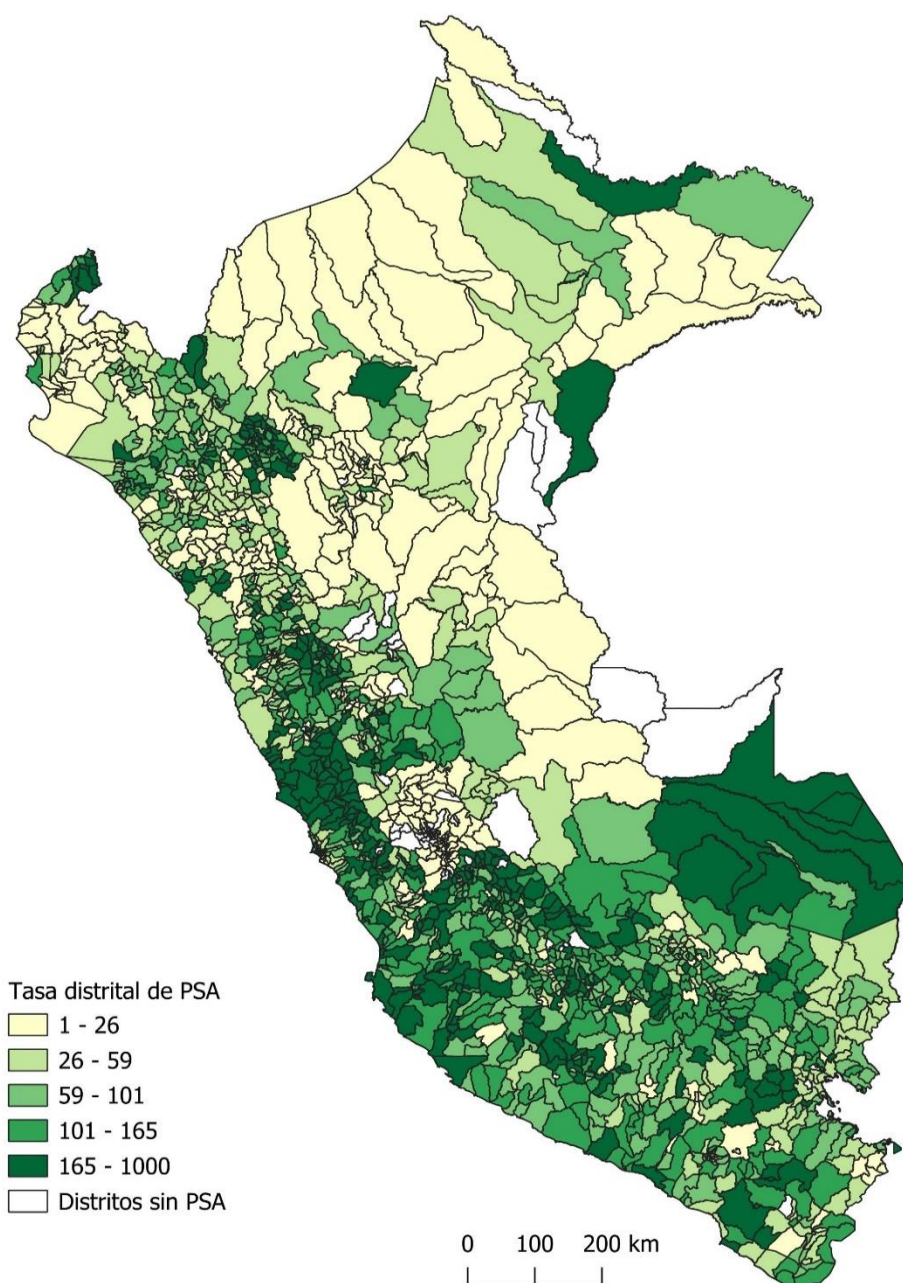 Tasa distrital de PSA
1 - 26
26 - 59
59 - 101
101 - 165
165 - 1000
Distritos sin PSA
0 100 200 km